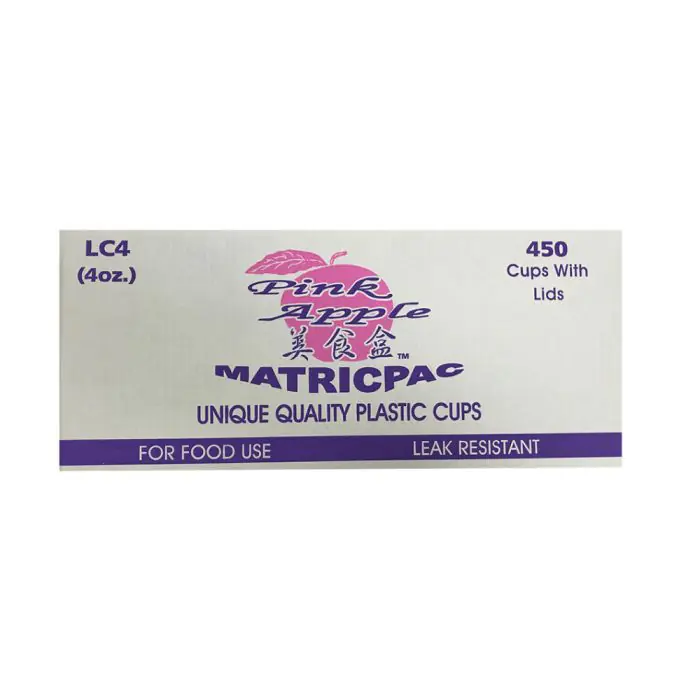 LC4
(4oz.)
450
Cups With
Lids
Pink
Apple
美食盒™
MATRICPAC
UNIQUE QUALITY PLASTIC CUPS
FOR FOOD USE
LEAK RESISTANT